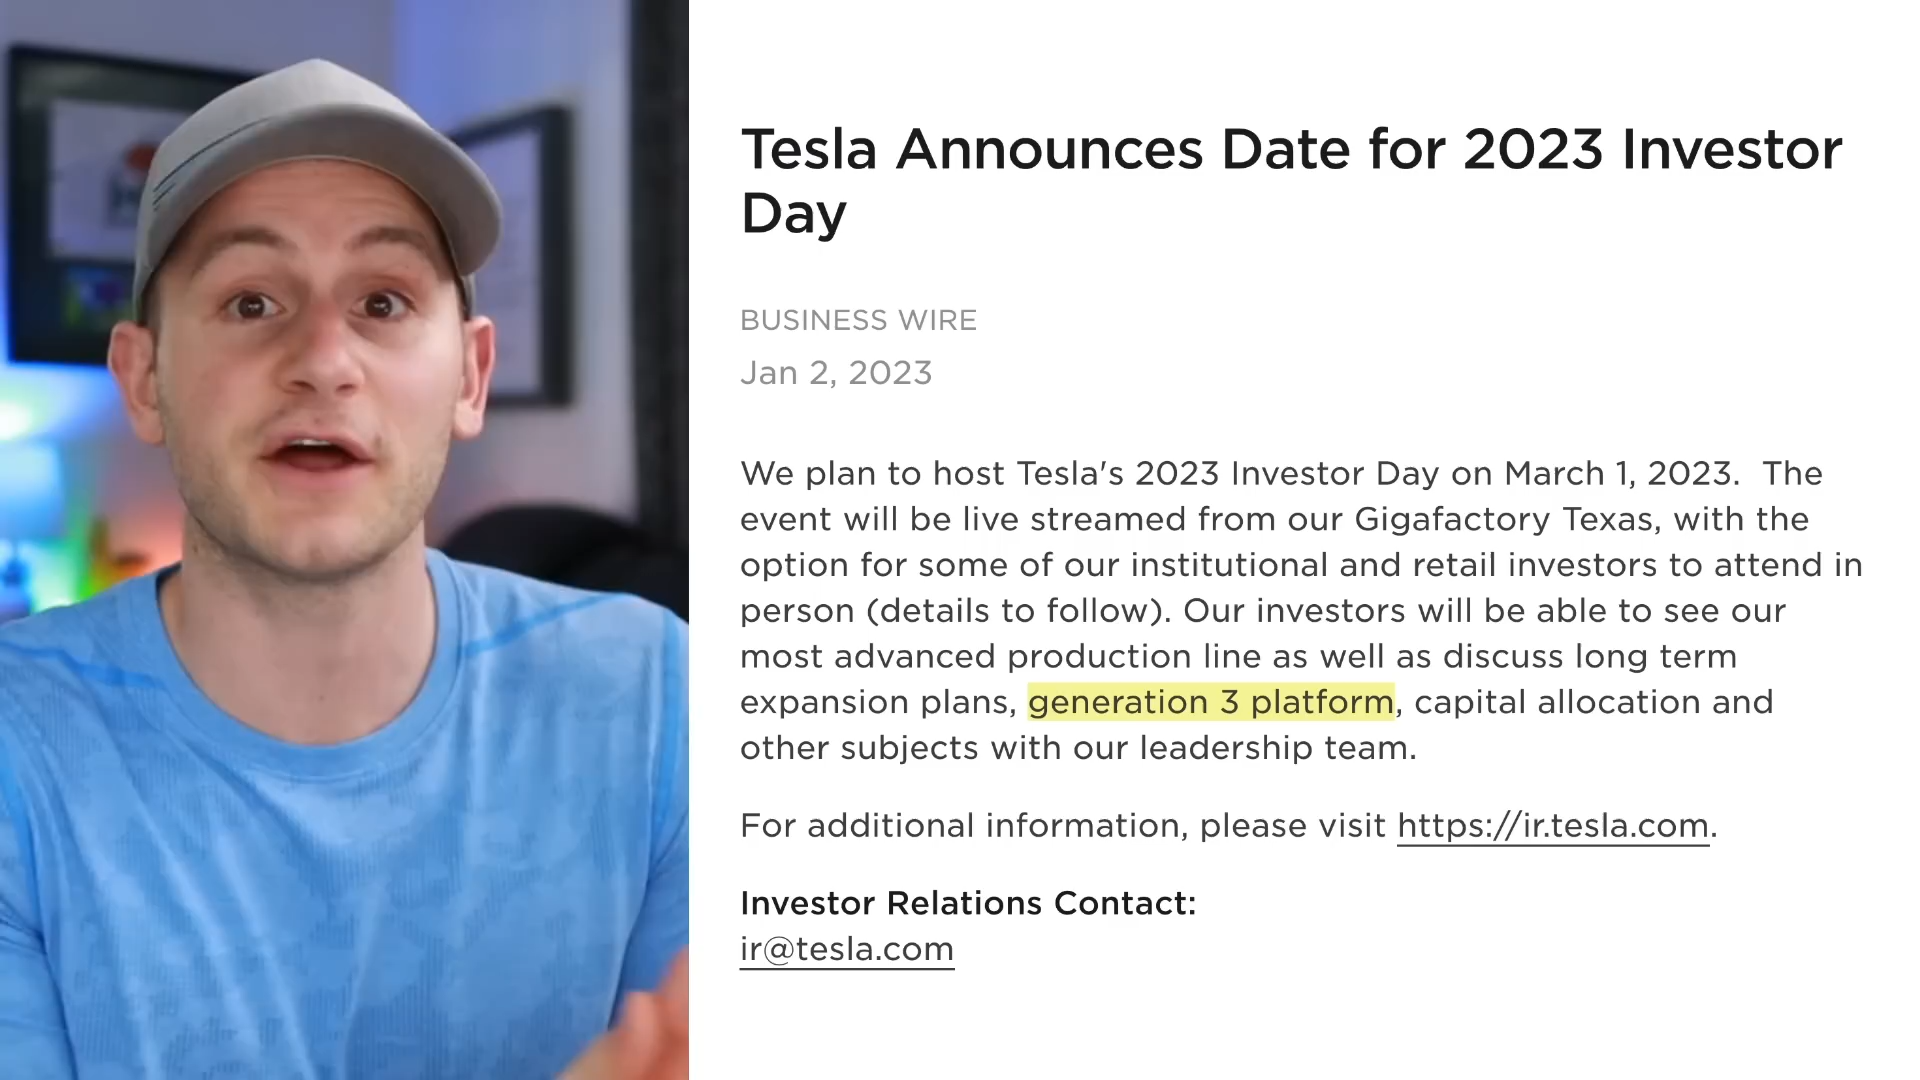 Tesla Announces Date for 2023 Investor
Day
BUSINESS WIRE
Jan 2, 2023
We plan to host Tesla's 2023 Investor Day on March 1, 2023.  The
event will be live streamed from our Gigafactory Texas, with the
option for some of our institutional and retail investors to attend in
person (details to follow). Our investors will be able to see our
most advanced production line as well as discuss long term
expansion plans, generation 3 platform, capital allocation and
other subjects with our leadership team.
For additional information, please visit https://ir.tesla.com.
Investor Relations Contact:
ir@tesla.com